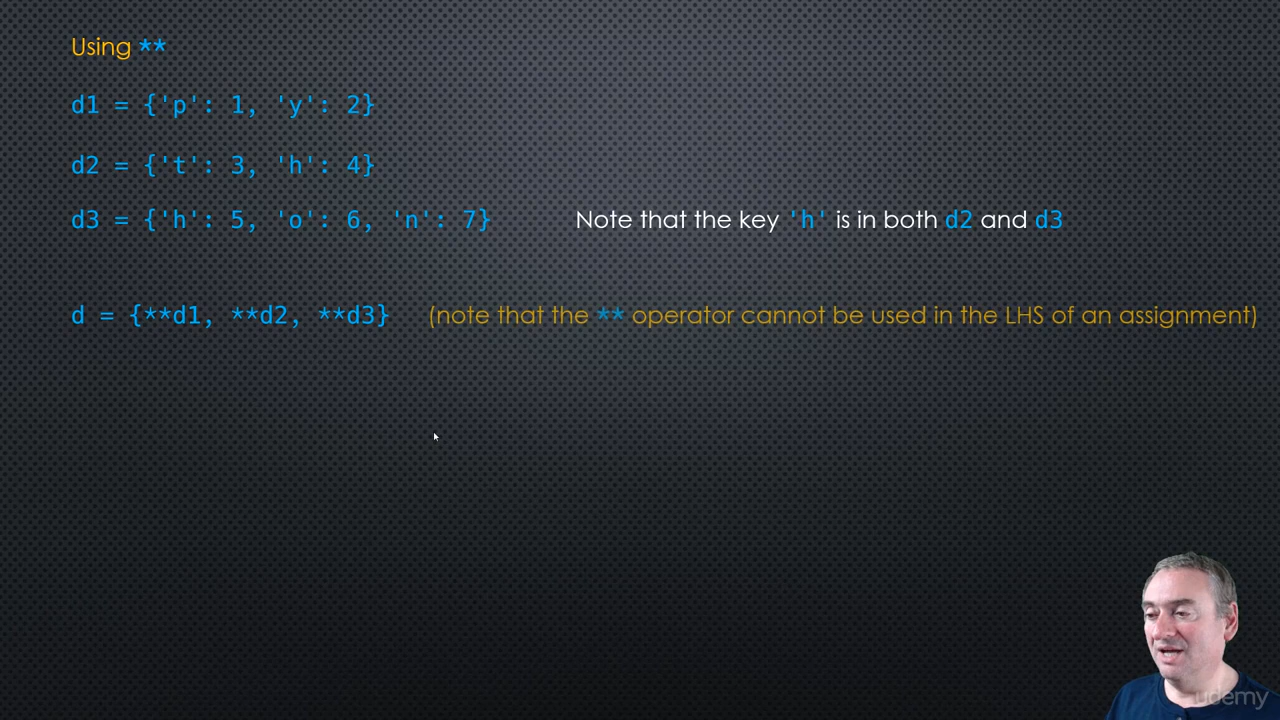 Using **
d1 = {'p': 1, 'y': 2}
d2 = {'t': 3, 'h': 4}
d3 = {'h': 5, 'o': 6, 'n': 7} Note that the key 'h' is in both d2 and d3
d = {**d1, **d2, **d3} (note that the ** operator cannot be used in the LHS of an assignment)
udemy